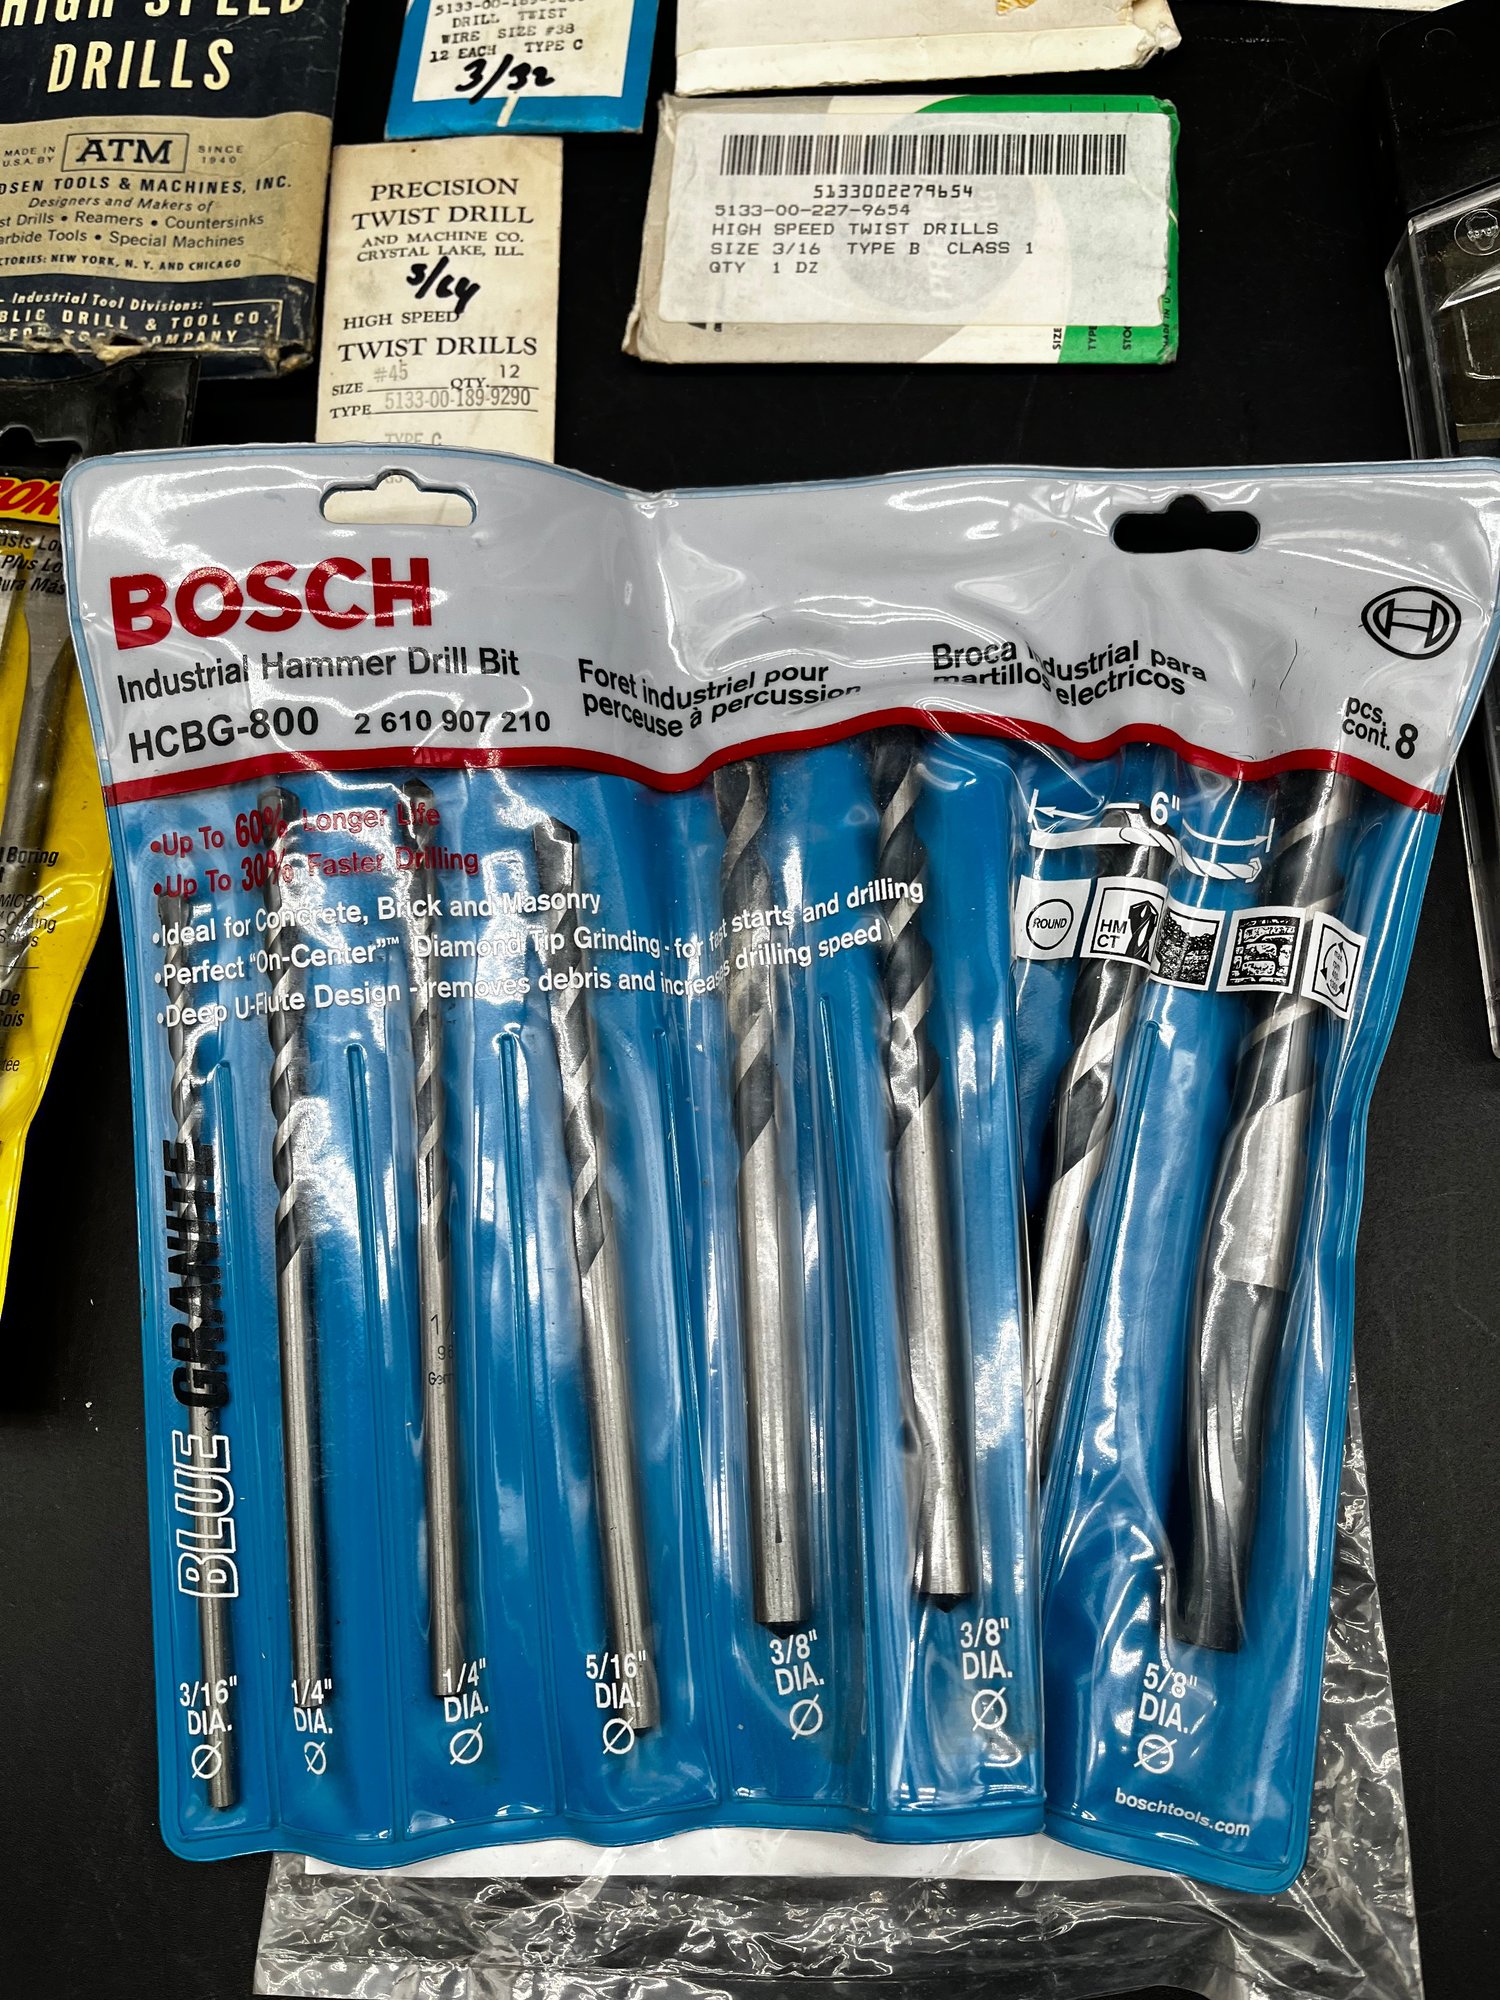 HIGH SPEED
DRILLS
MADE IN
U.S.A. BY
ATM
SINCE
1940
TOOLS & MACHINES, INC.
Designers and Makers of
Drills • Reamers • Countersinks
Tools • Special Machines
NEW YORK, N. Y. AND CHICAGO
Industrial Tool Divisions:
DRILL & TOOL CO.
DRILL TWIST
WIRE SIZE #38
12 EACH TYPE C
3/32
PRECISION
TWIST DRILL
AND MACHINE CO.
CRYSTAL LAKE, ILL.
5/64
HIGH SPEED
TWIST DRILLS
SIZE #45 QTY. 12
TYPE 5133-00-189-9290
TYPE C
5133002279654
5133-00-227-9654
HIGH SPEED TWIST DRILLS
SIZE 3/16 TYPE B CLASS 1
QTY 1 DZ
SIZE
TYPE
BOSCH
Industrial Hammer Drill Bit
HCBG-800 2 610 907 210
Foret industriel pour
perceuse à percussion
Broca industrial para
martillos electricos
pcs.
cont. 8
•Up To 60% Longer Life
•Up To 30% Faster Drilling
•Ideal for Concrete, Brick and Masonry
•Perfect "On-Center"™ Diamond Tip Grinding - for fast starts and drilling
•Deep U-Flute Design - removes debris and increases drilling speed
6"
ROUND
HM
CT
BLUE GRANITE
3/16"
DIA.
1/4"
DIA.
1/4"
DIA.
5/16"
DIA.
3/8"
DIA.
3/8"
DIA.
5/8"
DIA.
boschtools.com